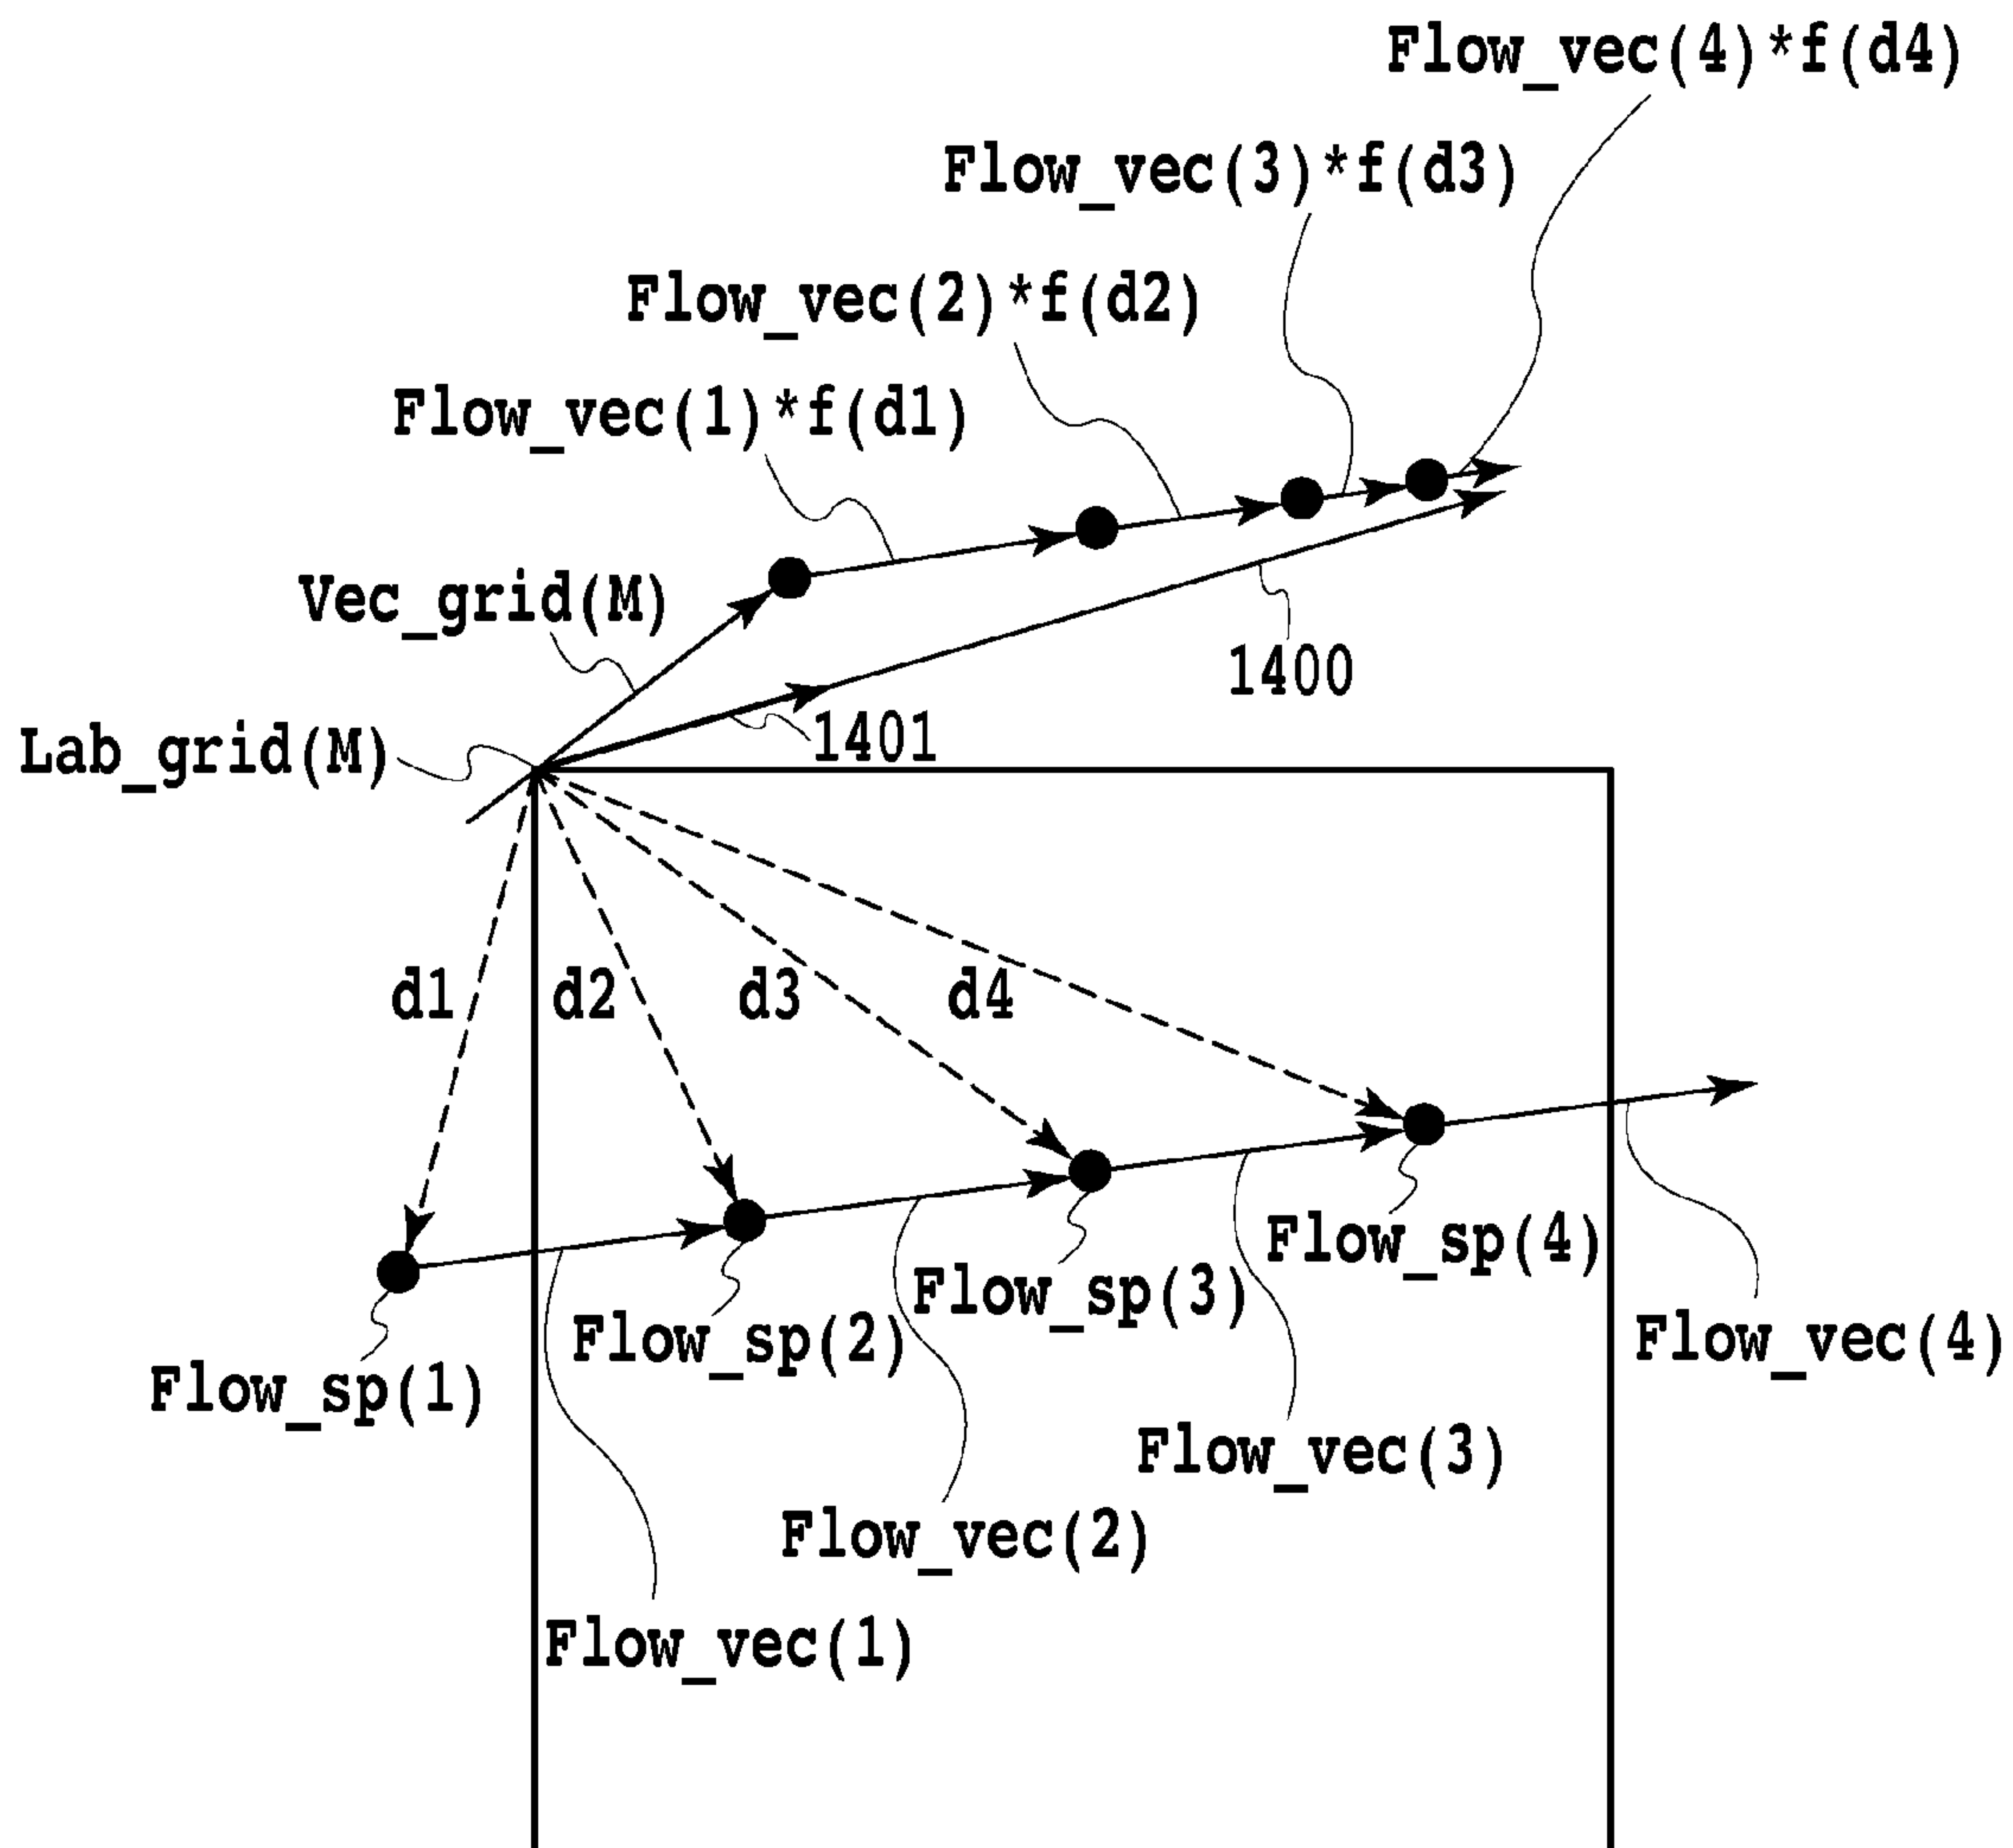 Flow_vec(4)*f(d4)
Flow_vec(3)*f(d3)
Flow_vec(2)*f(d2)
Flow_vec(1)*f(d1)
Vec_grid(M)
1400
1401
Lab_grid(M)
d1
d2
d3
d4
Flow_sp(4)
Flow_sp(3)
Flow_sp(2)
Flow_vec(4)
Flow_sp(1)
Flow_vec(3)
Flow_vec(2)
Flow_vec(1)